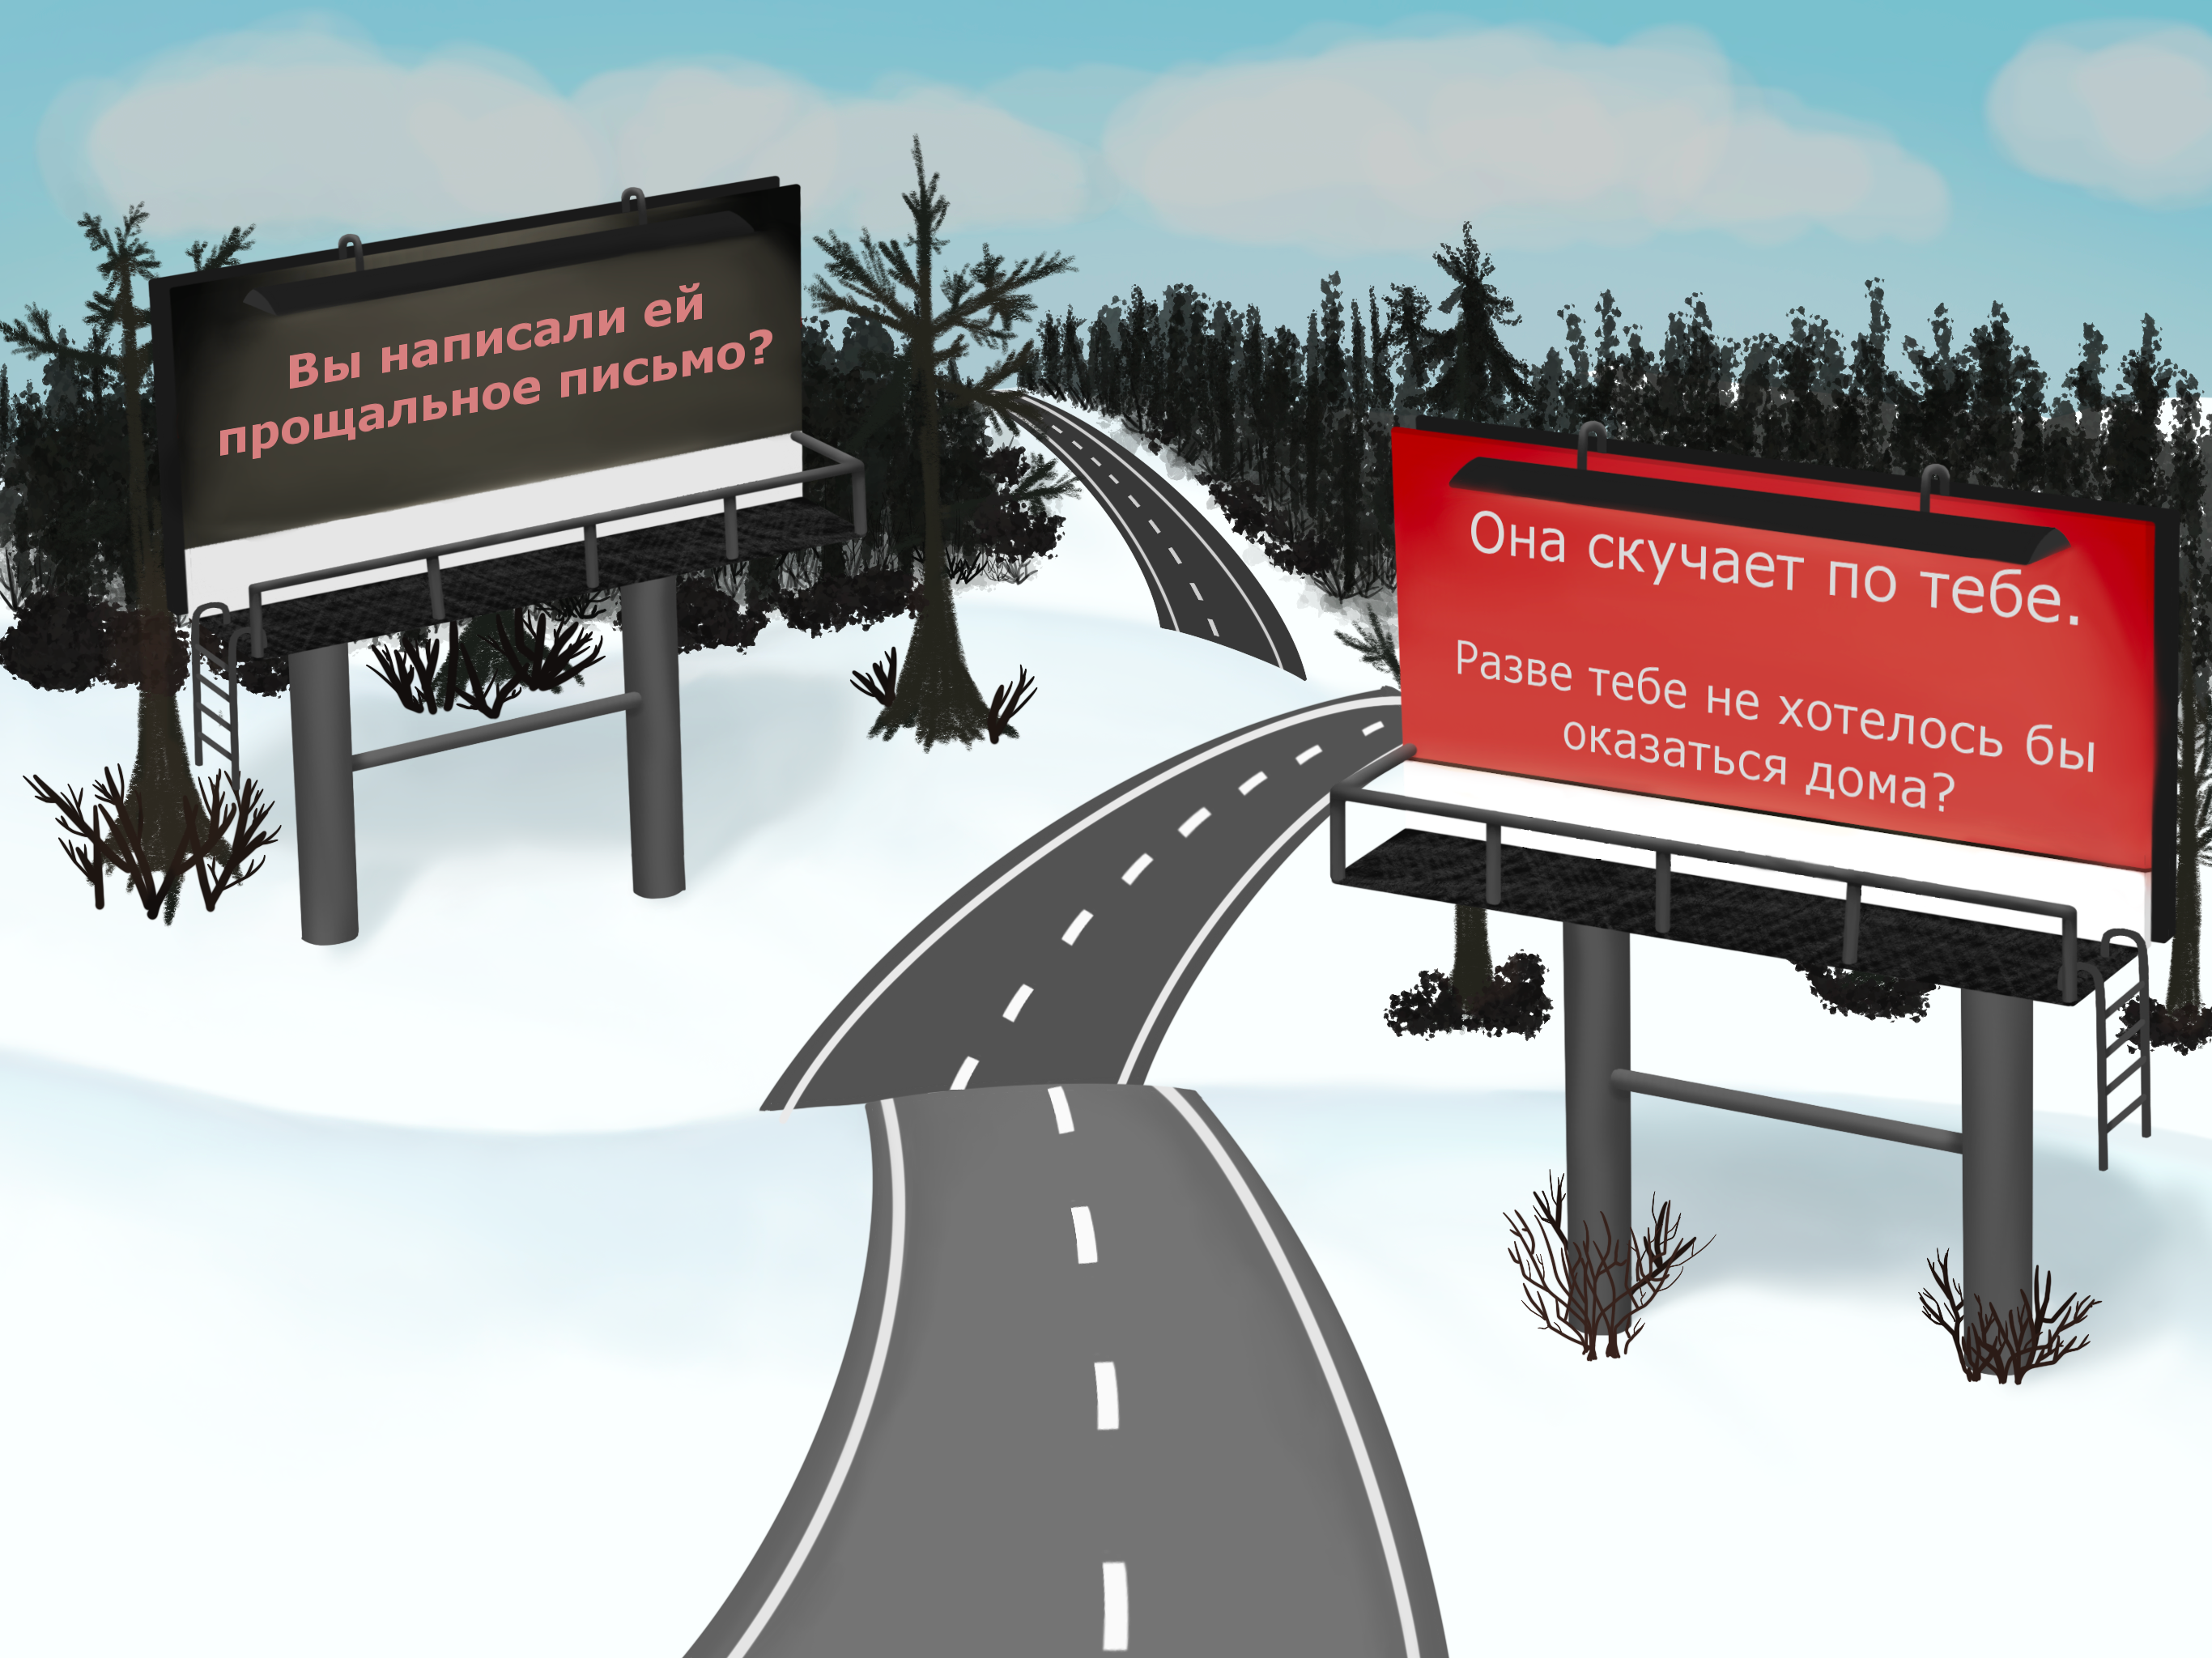 Вы написали ей
прощальное письмо?
Она скучает по тебе.
Разве тебе не хотелось бы
оказаться дома?